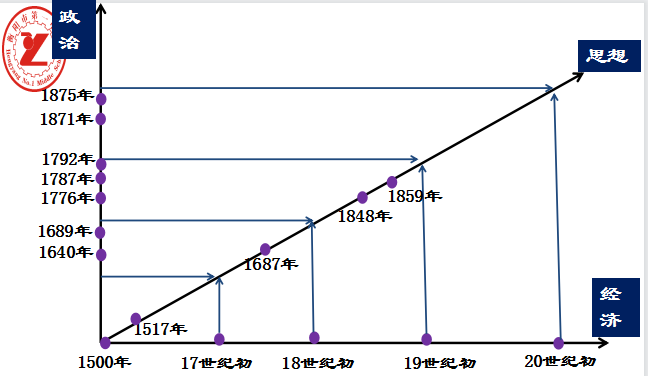 政
治
思想
1875年
1871年
1792年
1787年
1776年
1689年
1640年
1859年
1848年
1687年
1517年
经
济
1500年
17世纪初
18世纪初
19世纪初
20世纪初